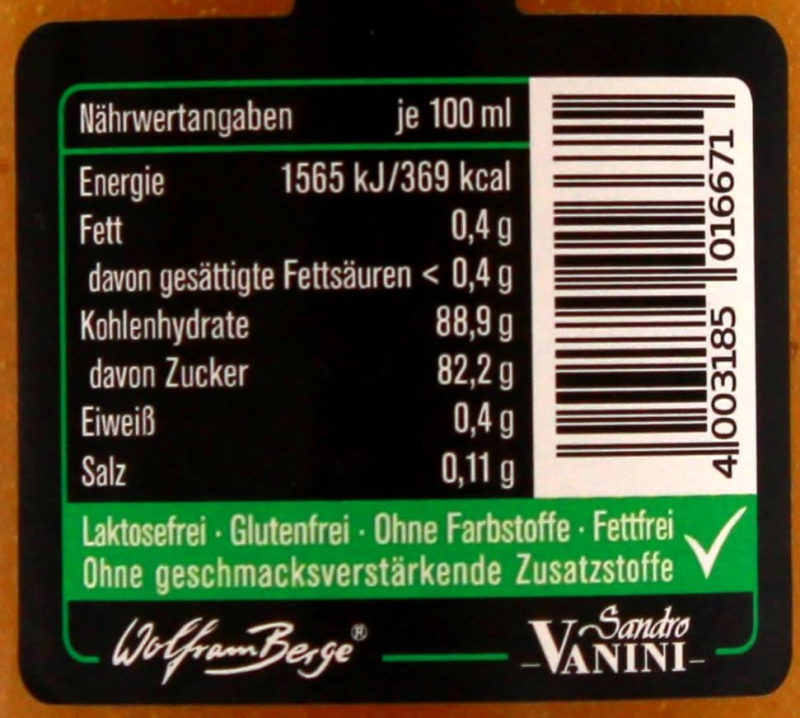 Nährwertangaben je 100 ml
Energie 1565 kJ/369 kcal
Fett 0,4 g
davon gesättigte Fettsäuren < 0,4 g
Kohlenhydrate 88,9 g
davon Zucker 82,2 g
Eiweiß 0,4 g
Salz 0,11 g
4 003185 016671
Laktosefrei · Glutenfrei · Ohne Farbstoffe · Fettfrei
Ohne geschmacksverstärkende Zusatzstoffe
Wolfram Berge®
Sandro
VANINI